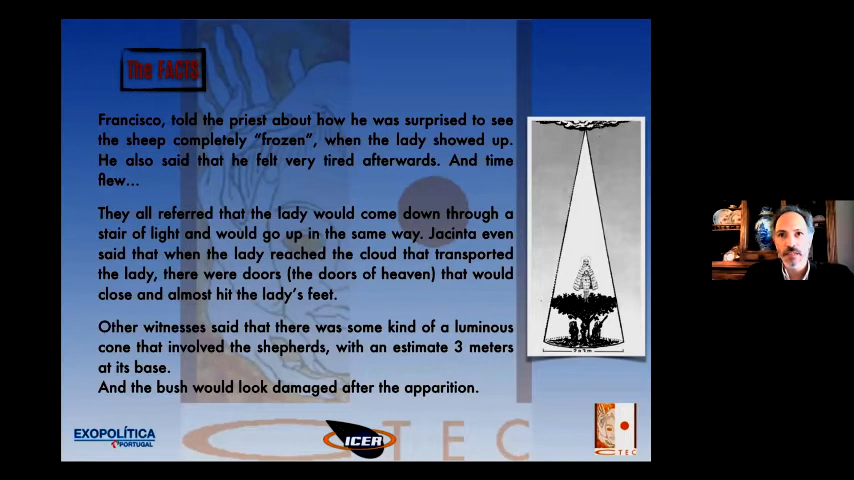 The FACTS
Francisco, told the priest about how he was surprised to see
the sheep completely “frozen”, when the lady showed up.
He also said that he felt very tired afterwards. And time
flew...
They all referred that the lady would come down through a
stair of light and would go up in the same way. Jacinta even
said that when the lady reached the cloud that transported
the lady, there were doors (the doors of heaven) that would
close and almost hit the lady’s feet.
Other witnesses said that there was some kind of a luminous
cone that involved the shepherds, with an estimate 3 meters
at its base.
And the bush would look damaged after the apparition.
EXOPOLÍTICA
PORTUGAL
ICER
CTEC
CTEC